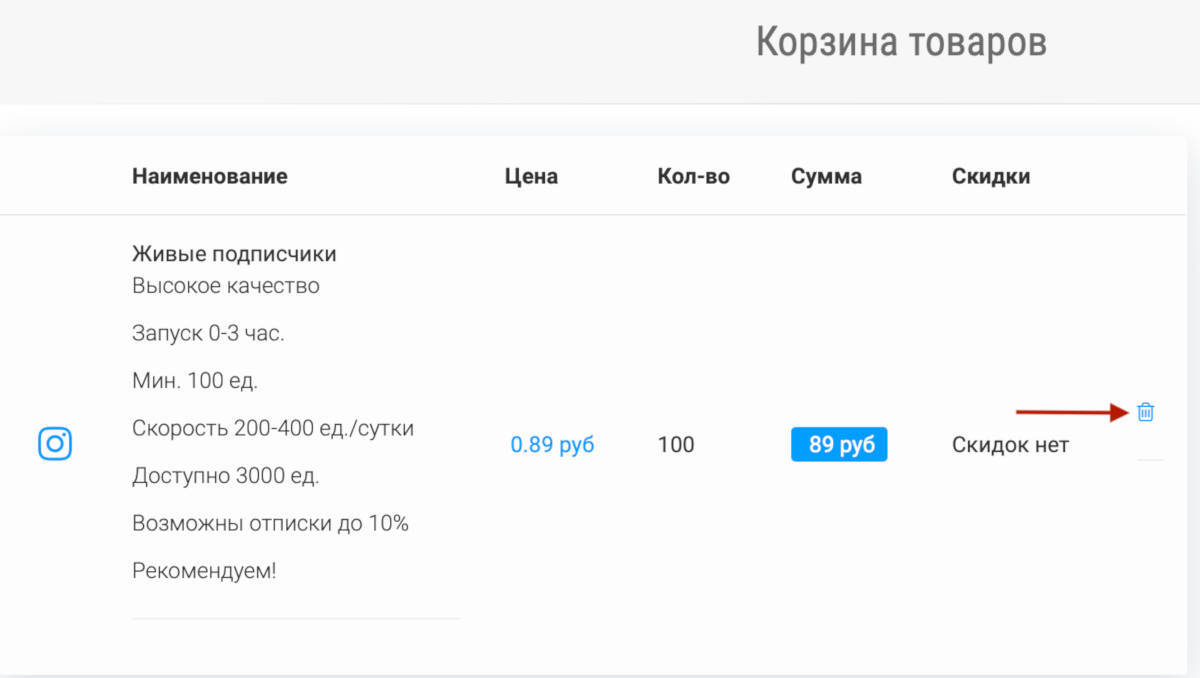 Корзина товаров
Наименование Цена Кол-во Сумма Скидки
Живые подписчики
Высокое качество
Запуск 0-3 час.
Мин. 100 ед.
Скорость 200-400 ед./сутки
Доступно 3000 ед.
Возможны отписки до 10%
Рекомендуем!
0.89 руб 100 89 руб Скидок нет